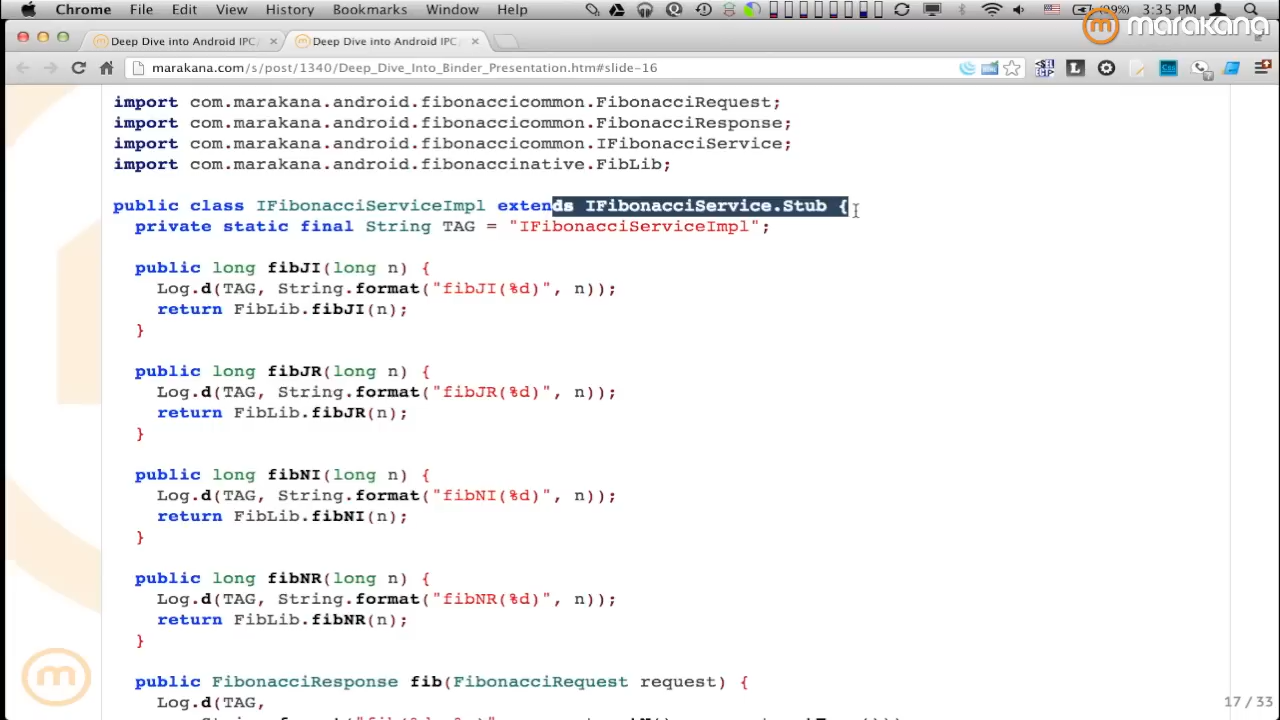 Chrome File Edit View History Bookmarks Window Help 3:35 PM
marakana
Deep Dive into Android IPC/ Deep Dive into Android IPC/
marakana.com/s/post/1340/Deep_Dive_Into_Binder_Presentation.htm#slide-16
import com.marakana.android.fibonaccicommon.FibonacciRequest;
import com.marakana.android.fibonaccicommon.FibonacciResponse;
import com.marakana.android.fibonaccicommon.IFibonacciService;
import com.marakana.android.fibonaccinative.FibLib;
public class IFibonacciServiceImpl extends IFibonacciService.Stub {
private static final String TAG = "IFibonacciServiceImpl";
public long fibJI(long n) {
Log.d(TAG, String.format("fibJI(%d)", n));
return FibLib.fibJI(n);
}
public long fibJR(long n) {
Log.d(TAG, String.format("fibJR(%d)", n));
return FibLib.fibJR(n);
}
public long fibNI(long n) {
Log.d(TAG, String.format("fibNI(%d)", n));
return FibLib.fibNI(n);
}
public long fibNR(long n) {
Log.d(TAG, String.format("fibNR(%d)", n));
return FibLib.fibNR(n);
}
public FibonacciResponse fib(FibonacciRequest request) {
Log.d(TAG,
17 / 33